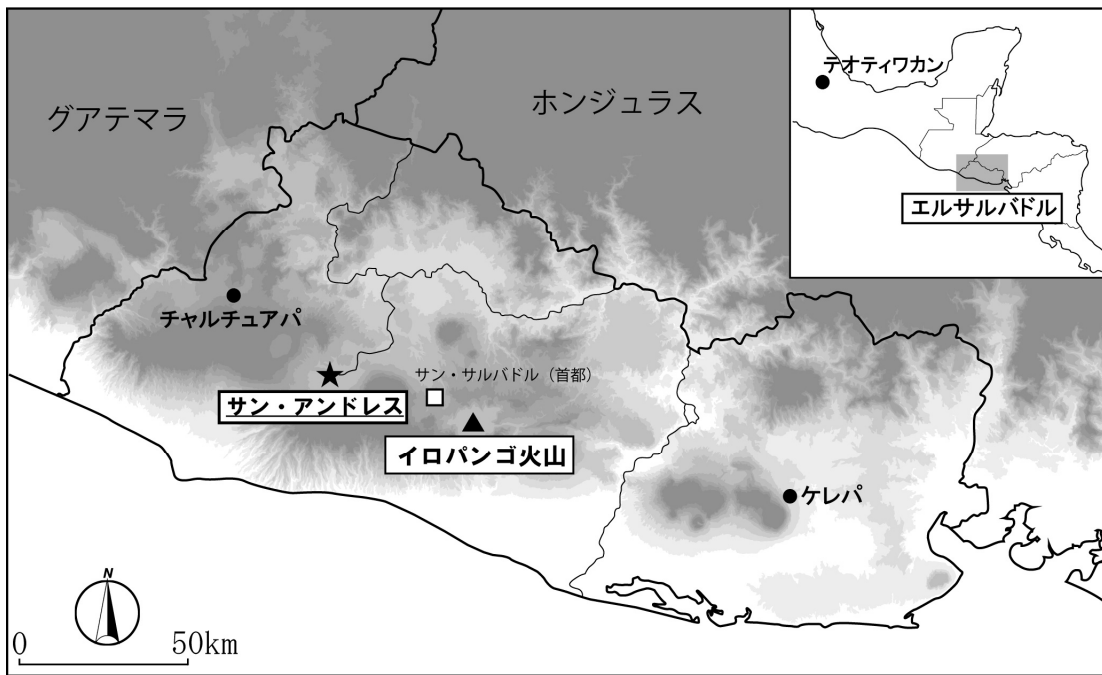 グアテマラ
ホンジュラス
テオティワカン
エルサルバドル
チャルチュアパ
サン・サルバドル（首都）
サン・アンドレス
イロパンゴ火山
ケレパ
N
0 50km